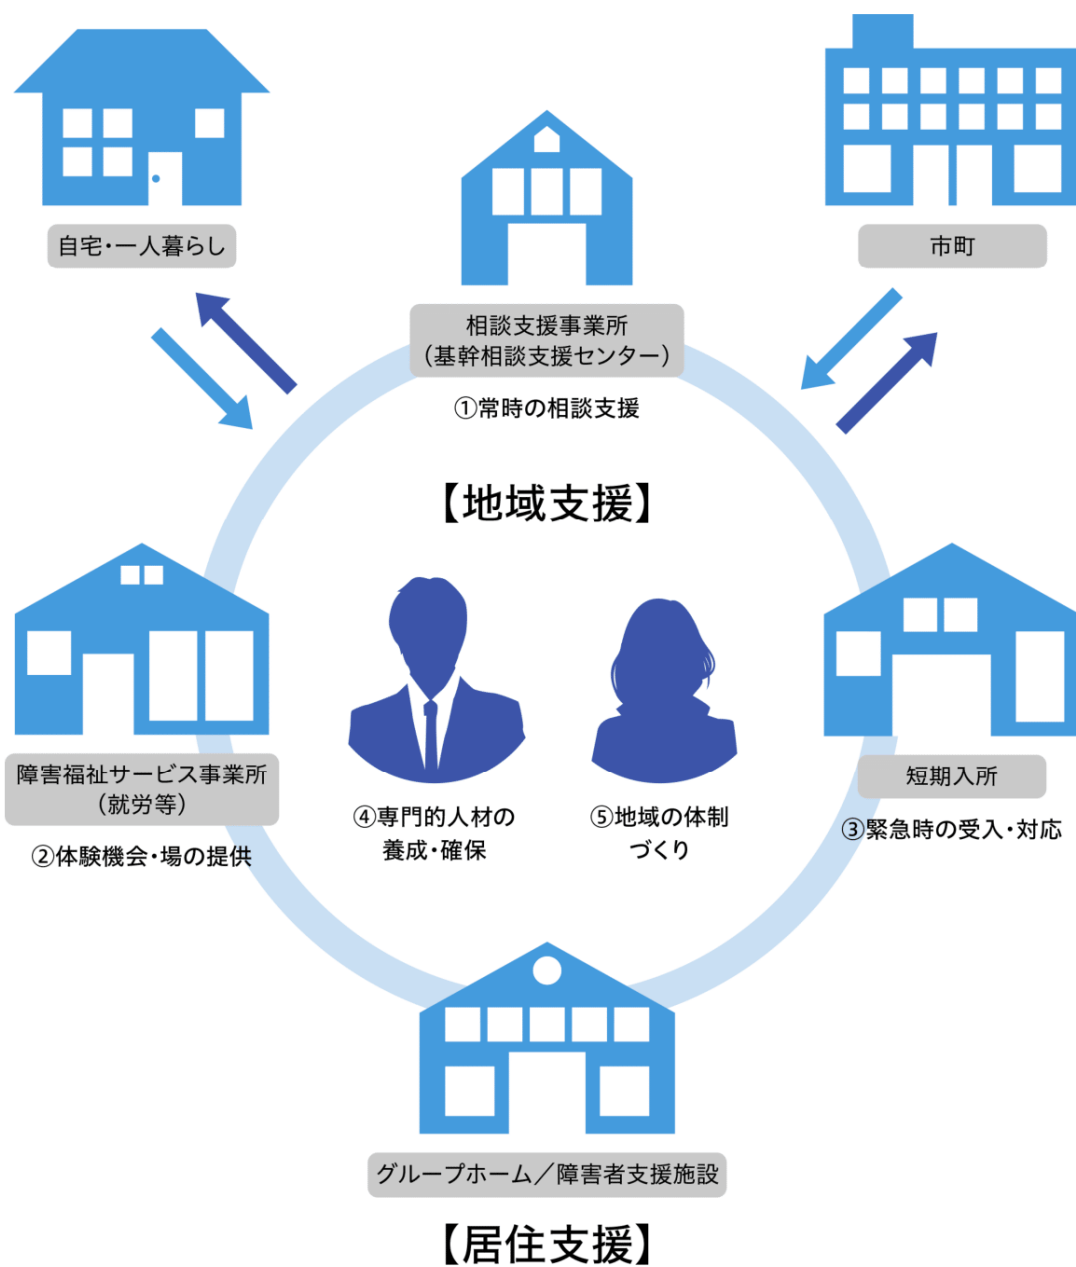 自宅・一人暮らし
市町
相談支援事業所
（基幹相談支援センター）
①常時の相談支援
【地域支援】
障害福祉サービス事業所
（就労等）
②体験機会・場の提供
④専門的人材の
養成・確保
⑤地域の体制
づくり
短期入所
③緊急時の受入・対応
グループホーム／障害者支援施設
【居住支援】